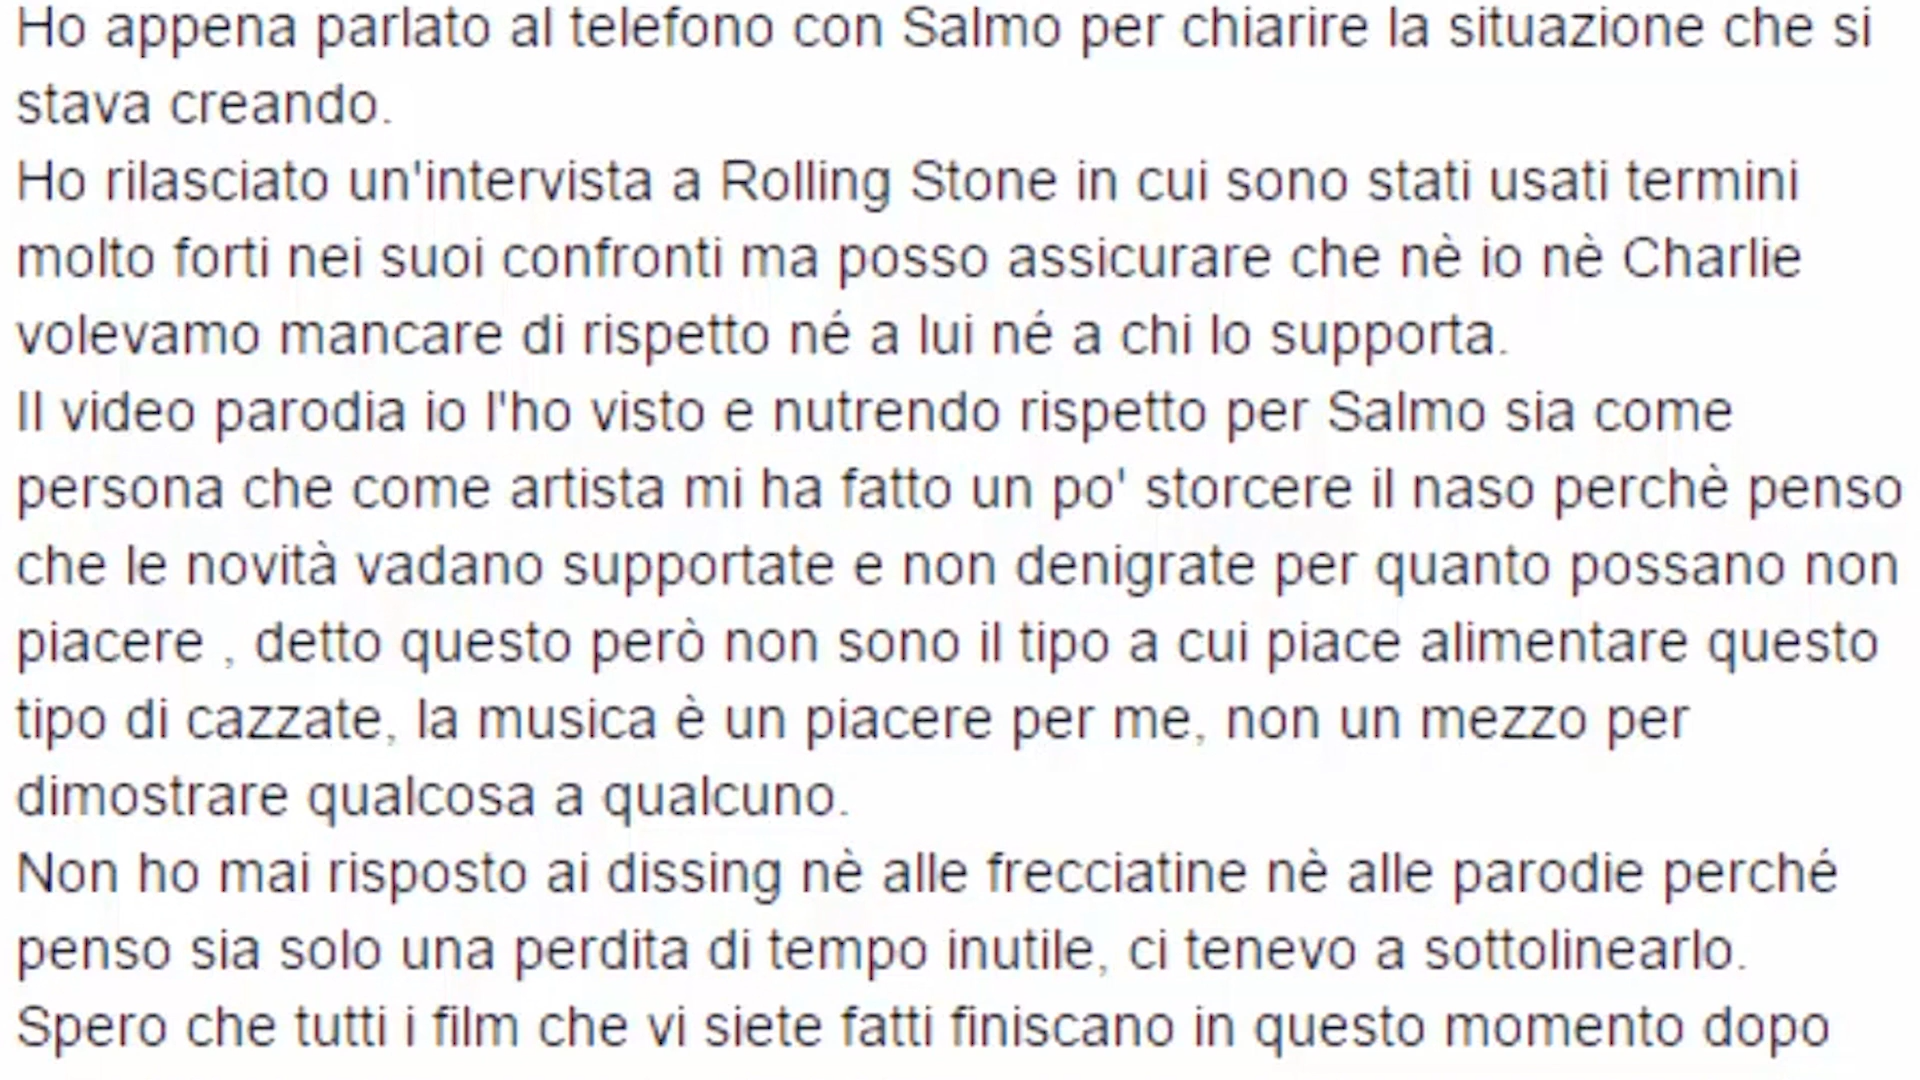 Ho appena parlato al telefono con Salmo per chiarire la situazione che si
stava creando.
Ho rilasciato un'intervista a Rolling Stone in cui sono stati usati termini
molto forti nei suoi confronti ma posso assicurare che nè io nè Charlie
volevamo mancare di rispetto né a lui né a chi lo supporta.
Il video parodia io l'ho visto e nutrendo rispetto per Salmo sia come
persona che come artista mi ha fatto un po' storcere il naso perchè penso
che le novità vadano supportate e non denigrate per quanto possano non
piacere , detto questo però non sono il tipo a cui piace alimentare questo
tipo di cazzate, la musica è un piacere per me, non un mezzo per
dimostrare qualcosa a qualcuno.
Non ho mai risposto ai dissing nè alle frecciatine nè alle parodie perché
penso sia solo una perdita di tempo inutile, ci tenevo a sottolinearlo.
Spero che tutti i film che vi siete fatti finiscano in questo momento dopo